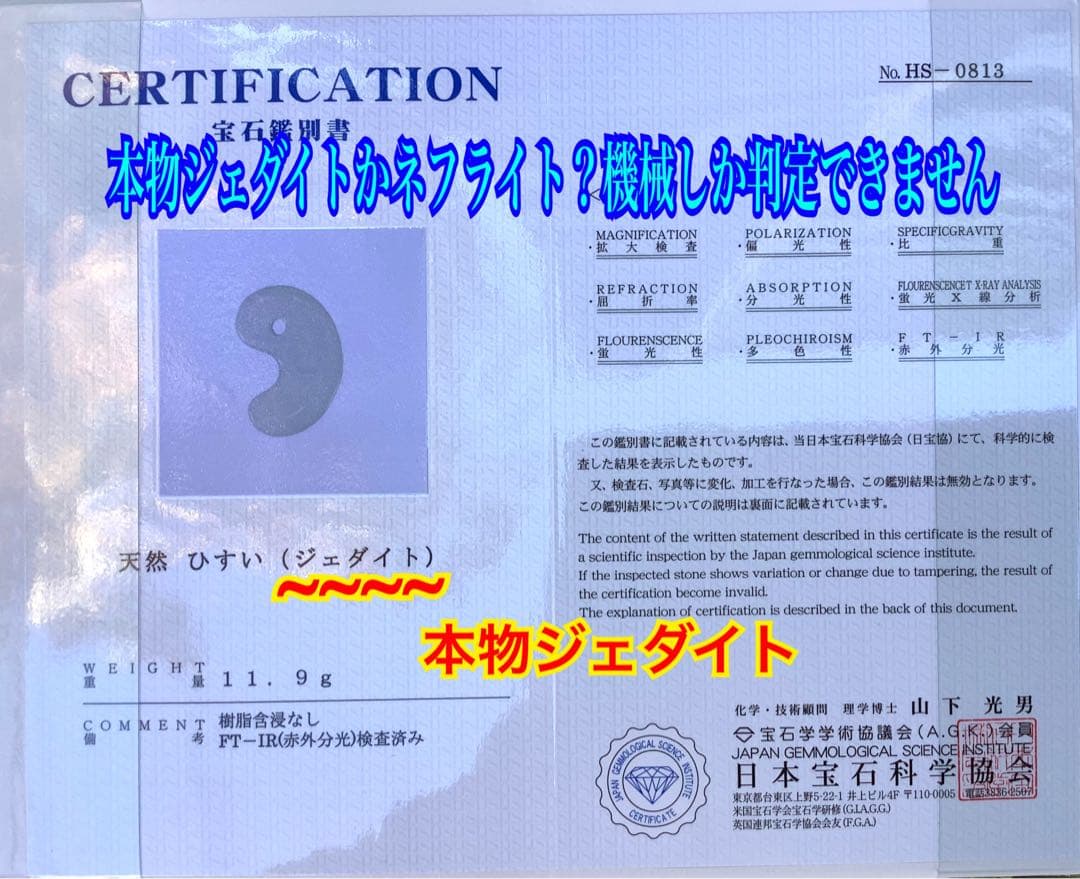 CERTIFICATION
宝石鑑別書
No. HS-0813
本物ジェダイトかネフライト？機械しか判定できません
MAGNIFICATION
・拡大検査
POLARIZATION
・偏光性
SPECIFICGRAVITY
・比重
REFRACTION
・屈折率
ABSORPTION
・分光性
FLOURENSCENCET X-RAY ANALYSIS
・蛍光X線分析
FLOURENSCENCE
・蛍光性
PLEOCHIROISM
・多色性
FT-IR
・赤外分光
この鑑別書に記載されている内容は、当日本宝石科学協会（日宝協）にて、科学的に検
査した結果を表示したものです。
又、検査石、写真等に変化、加工を行なった場合、この鑑別結果は無効となります。
この鑑別結果についての説明は裏面に記載されています。
The content of the written statement described in this certificate is the result of
a scientific inspection by the Japan gemmological science institute.
If the inspected stone shows variation or change due to tampering, the result of
the certification become invalid.
The explanation of certification is described in the back of this document.
天然 ひすい（ジェダイト）
~~~~
本物ジェダイト
WEIGHT
重量
11.9g
COMMENT
備考
樹脂含浸なし
FT-IR(赤外分光)検査済み
化学・技術顧問 理学博士 山下光男
宝石学学術協議会（A.G.K.）会員
JAPAN GEMMOLOGICAL SCIENCE INSTITUTE
日本宝石科学協会
東京都台東区上野5-22-1 井上ビル4F 〒110-0005 電話3836-2507
米国宝石学会宝石学研修(G.I.A.G.G.)
英国連邦宝石学協会会友(F.G.A.)
JAPAN GEMMOLOGICAL SCIENCE INSTITUTE
CERTIFICATE